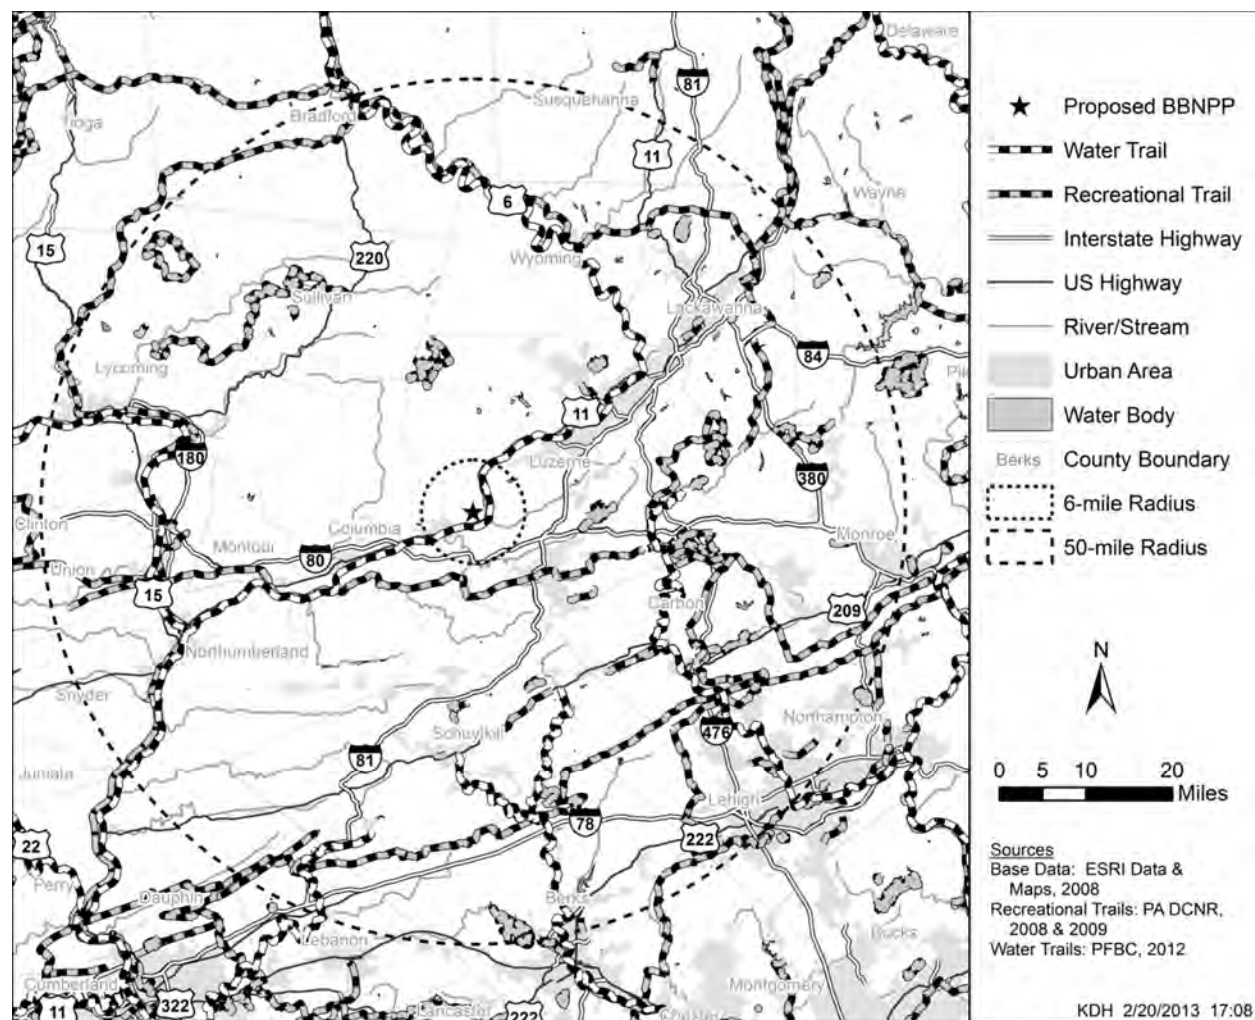 Delaware
81
Susquehanna
Bradford
Tioga
11
6
Wayne
15
220
Wyoming
Sullivan
Lackawanna
84
Lycoming
11
180
Luzerne
380
Clinton
Columbia
Montour
80
Monroe
Union
15
Carbon
209
Northumberland
Snyder
Northampton
476
Schuylkill
81
Juniata
Lehigh
78
222
22
Perry
Dauphin
Berks
Lebanon
Bucks
Cumberland
Montgomery
11
322
Lancaster
222
Chester
Proposed BBNPP
Water Trail
Recreational Trail
Interstate Highway
US Highway
River/Stream
Urban Area
Water Body
Berks County Boundary
6-mile Radius
50-mile Radius
N
0 5 10 20
Miles
Sources
Base Data: ESRI Data &
Maps, 2008
Recreational Trails: PA DCNR,
2008 & 2009
Water Trails: PFBC, 2012
KDH 2/20/2013 17:08